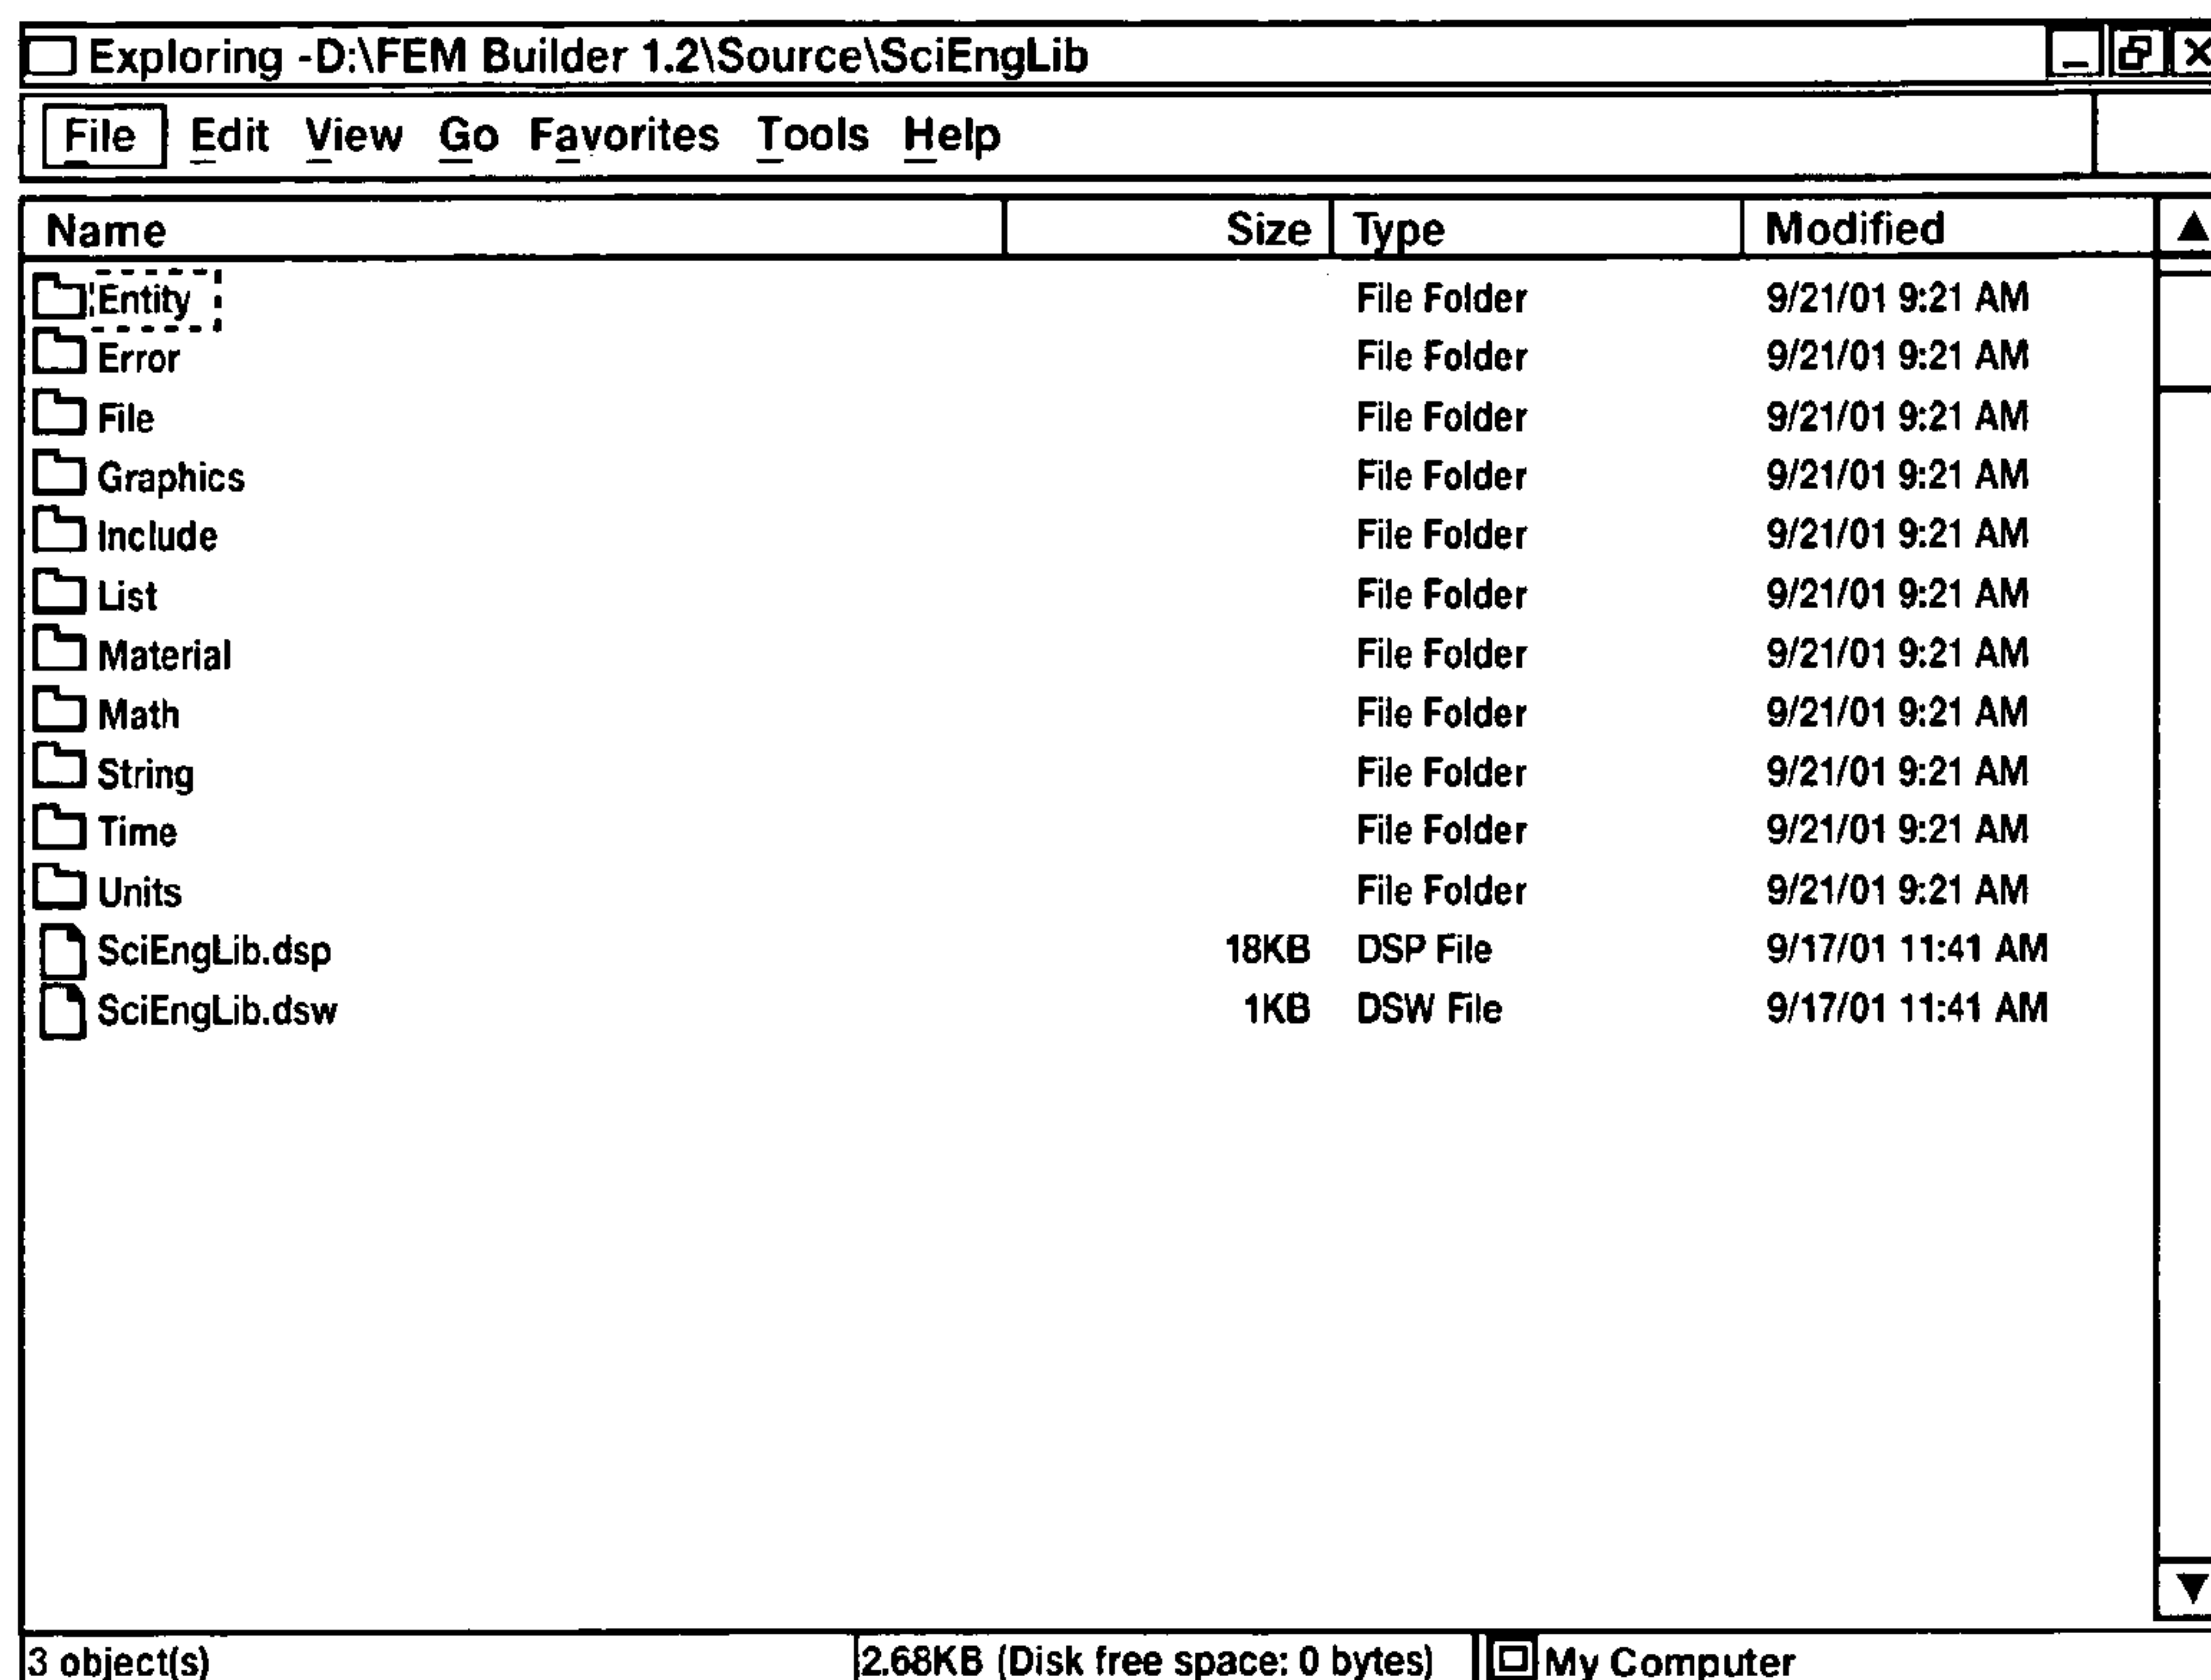 Exploring -D:\FEM Builder 1.2\Source\SciEngLib
File Edit View Go Favorites Tools Help
Name Size Type Modified
Entity File Folder 9/21/01 9:21 AM
Error File Folder 9/21/01 9:21 AM
File File Folder 9/21/01 9:21 AM
Graphics File Folder 9/21/01 9:21 AM
Include File Folder 9/21/01 9:21 AM
List File Folder 9/21/01 9:21 AM
Material File Folder 9/21/01 9:21 AM
Math File Folder 9/21/01 9:21 AM
String File Folder 9/21/01 9:21 AM
Time File Folder 9/21/01 9:21 AM
Units File Folder 9/21/01 9:21 AM
SciEngLib.dsp 18KB DSP File 9/17/01 11:41 AM
SciEngLib.dsw 1KB DSW File 9/17/01 11:41 AM
3 object(s) 2.68KB (Disk free space: 0 bytes) My Computer